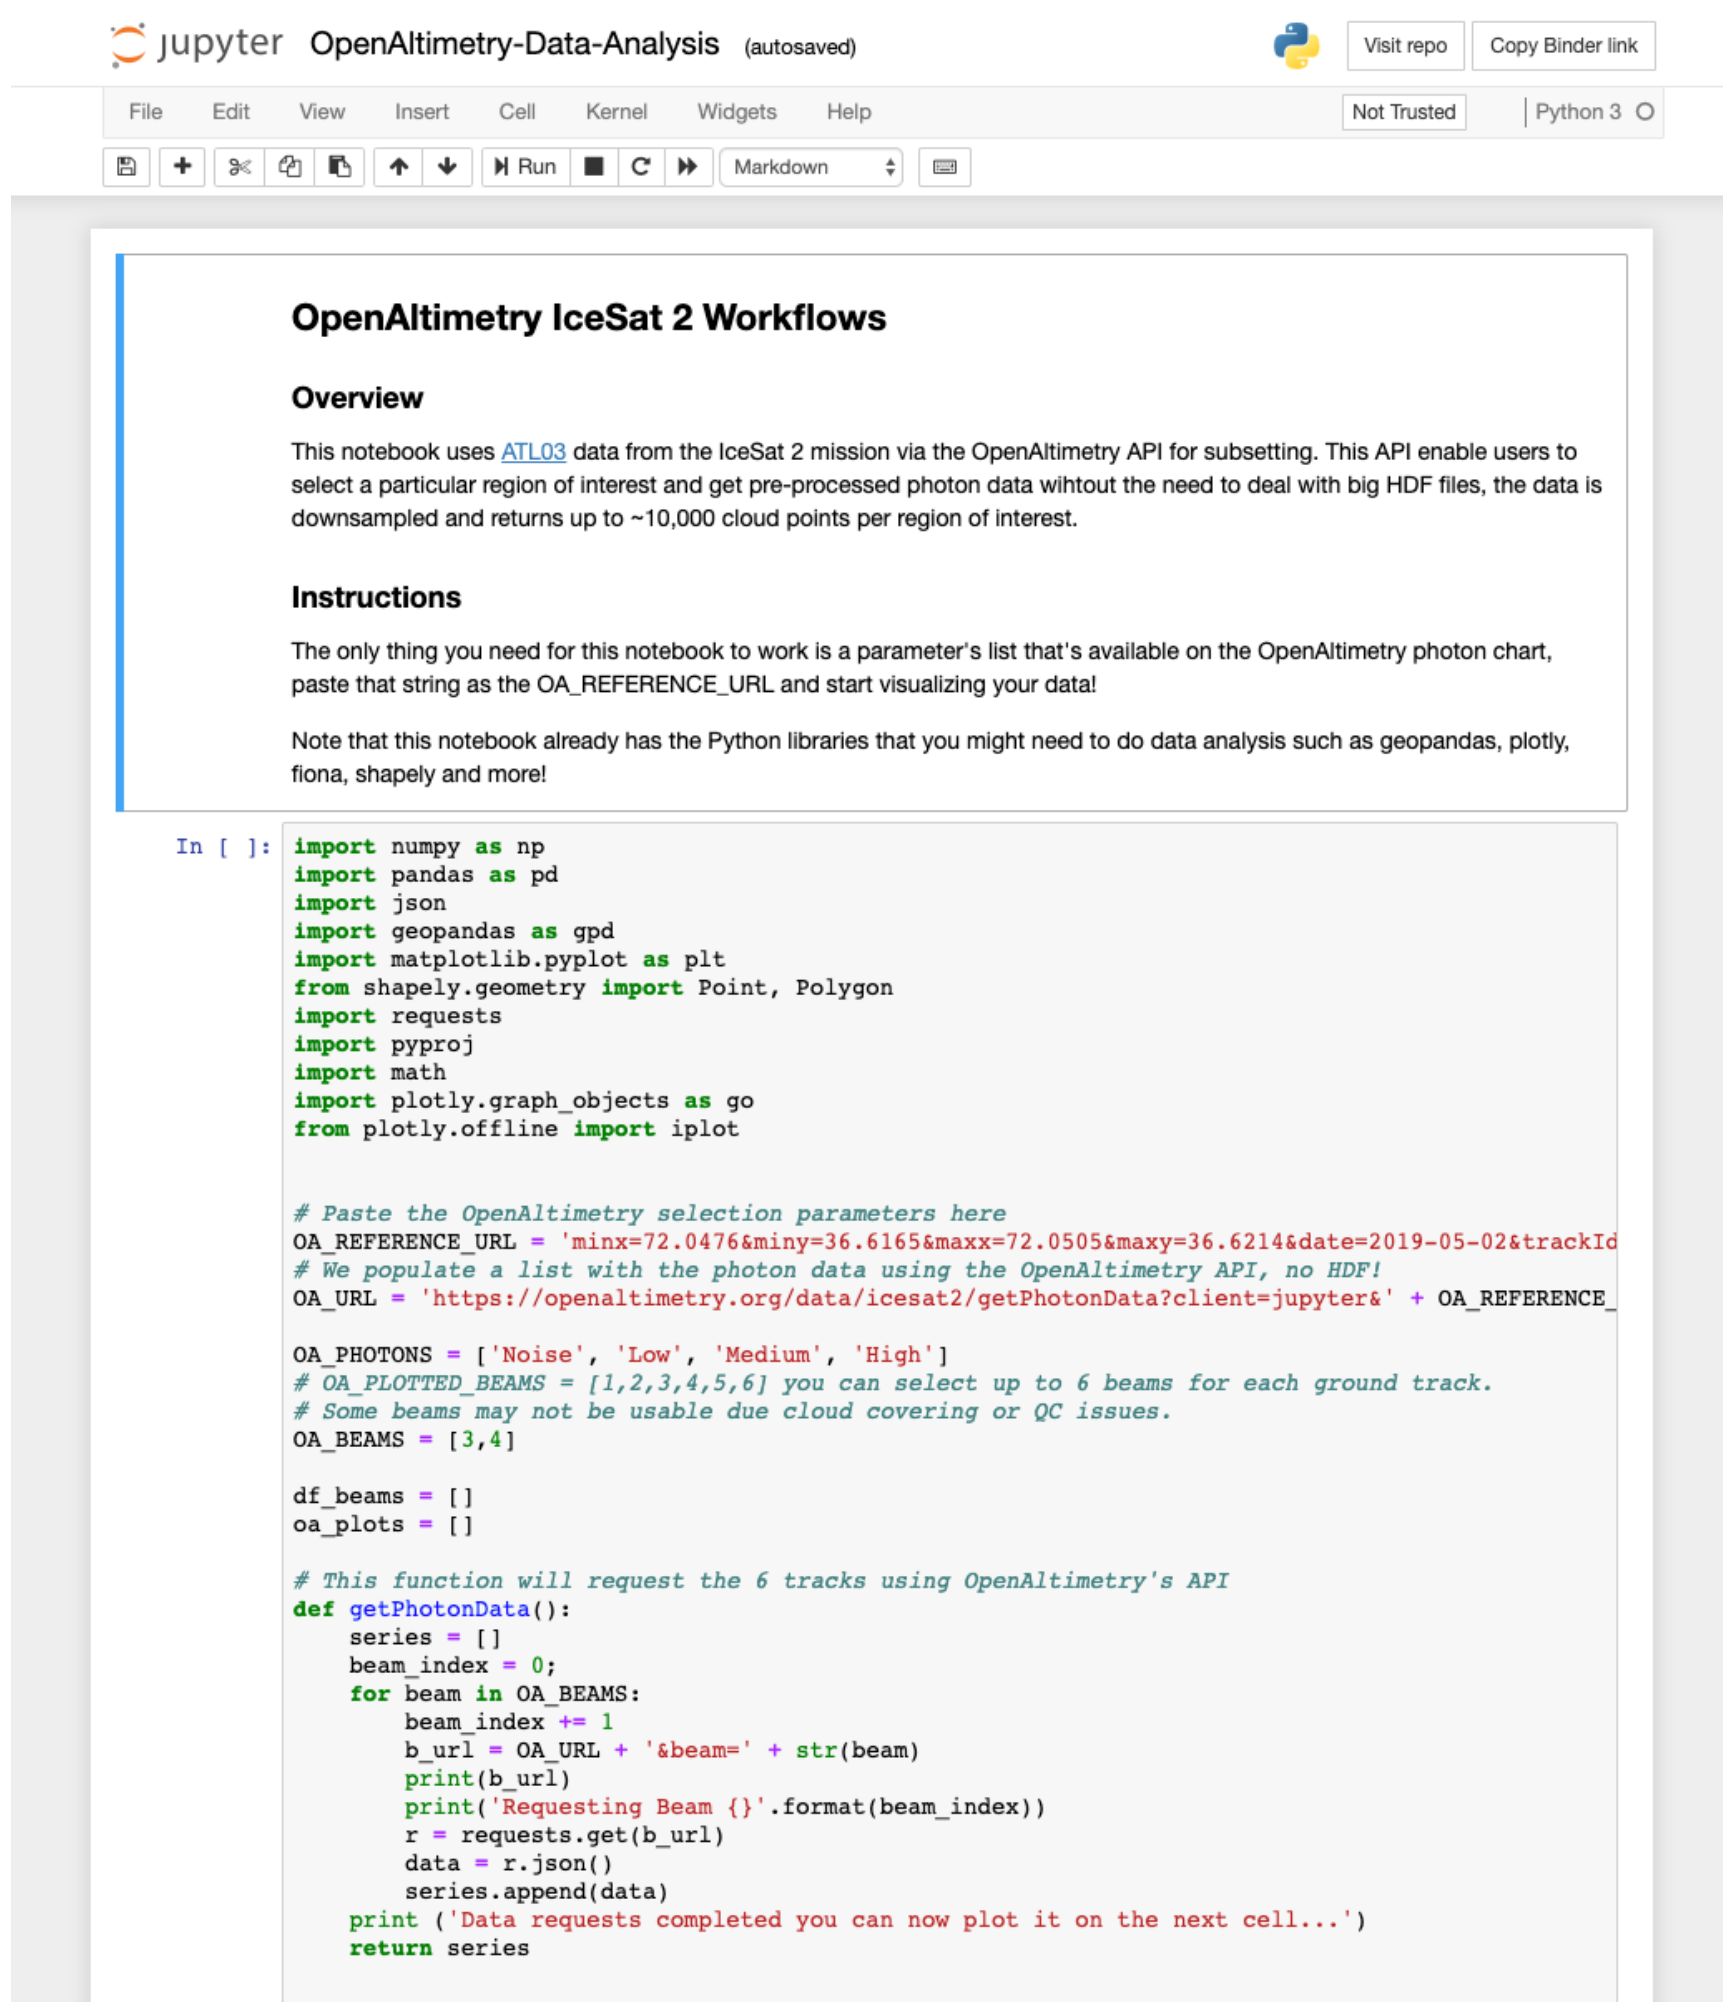 jupyter OpenAltimetry-Data-Analysis (autosaved) Visit repo Copy Binder link
File Edit View Insert Cell Kernel Widgets Help Not Trusted Python 3
Run Markdown
OpenAltimetry IceSat 2 Workflows
Overview
This notebook uses ATL03 data from the IceSat 2 mission via the OpenAltimetry API for subsetting. This API enable users to
select a particular region of interest and get pre-processed photon data wihtout the need to deal with big HDF files, the data is
downsampled and returns up to ~10,000 cloud points per region of interest.
Instructions
The only thing you need for this notebook to work is a parameter's list that's available on the OpenAltimetry photon chart,
paste that string as the OA_REFERENCE_URL and start visualizing your data!
Note that this notebook already has the Python libraries that you might need to do data analysis such as geopandas, plotly,
fiona, shapely and more!
In [ ]: import numpy as np
import pandas as pd
import json
import geopandas as gpd
import matplotlib.pyplot as plt
from shapely.geometry import Point, Polygon
import requests
import pyproj
import math
import plotly.graph_objects as go
from plotly.offline import iplot
# Paste the OpenAltimetry selection parameters here
OA_REFERENCE_URL = 'minx=72.0476&miny=36.6165&maxx=72.0505&maxy=36.6214&date=2019-05-02&trackId
# We populate a list with the photon data using the OpenAltimetry API, no HDF!
OA_URL = 'https://openaltimetry.org/data/icesat2/getPhotonData?client=jupyter&' + OA_REFERENCE_
OA_PHOTONS = ['Noise', 'Low', 'Medium', 'High']
# OA_PLOTTED_BEAMS = [1,2,3,4,5,6] you can select up to 6 beams for each ground track.
# Some beams may not be usable due cloud covering or QC issues.
OA_BEAMS = [3,4]
df_beams = []
oa_plots = []
# This function will request the 6 tracks using OpenAltimetry's API
def getPhotonData():
    series = []
    beam_index = 0;
    for beam in OA_BEAMS:
        beam_index += 1
        b_url = OA_URL + '&beam=' + str(beam)
        print(b_url)
        print('Requesting Beam {}'.format(beam_index))
        r = requests.get(b_url)
        data = r.json()
        series.append(data)
    print ('Data requests completed you can now plot it on the next cell...')
    return series